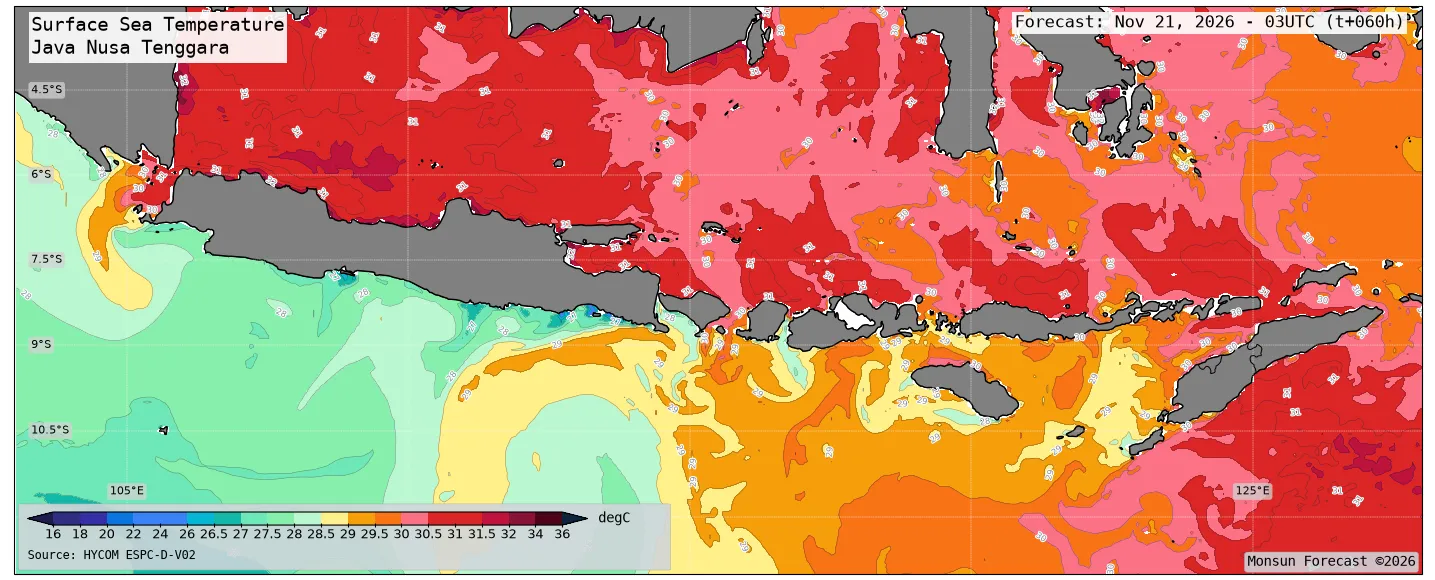 Surface Sea Temperature
Java Nusa Tenggara
Forecast: Nov 21, 2026 - 03UTC (t+060h)
4.5°S
6°S
7.5°S
9°S
10.5°S
105°E
125°E
16 18 20 22 24 26 26.5 27 27.5 28 28.5 29 29.5 30 30.5 31 31.5 32 34 36
degC
Source: HYCOM ESPC-D-V02
Monsun Forecast ©2026